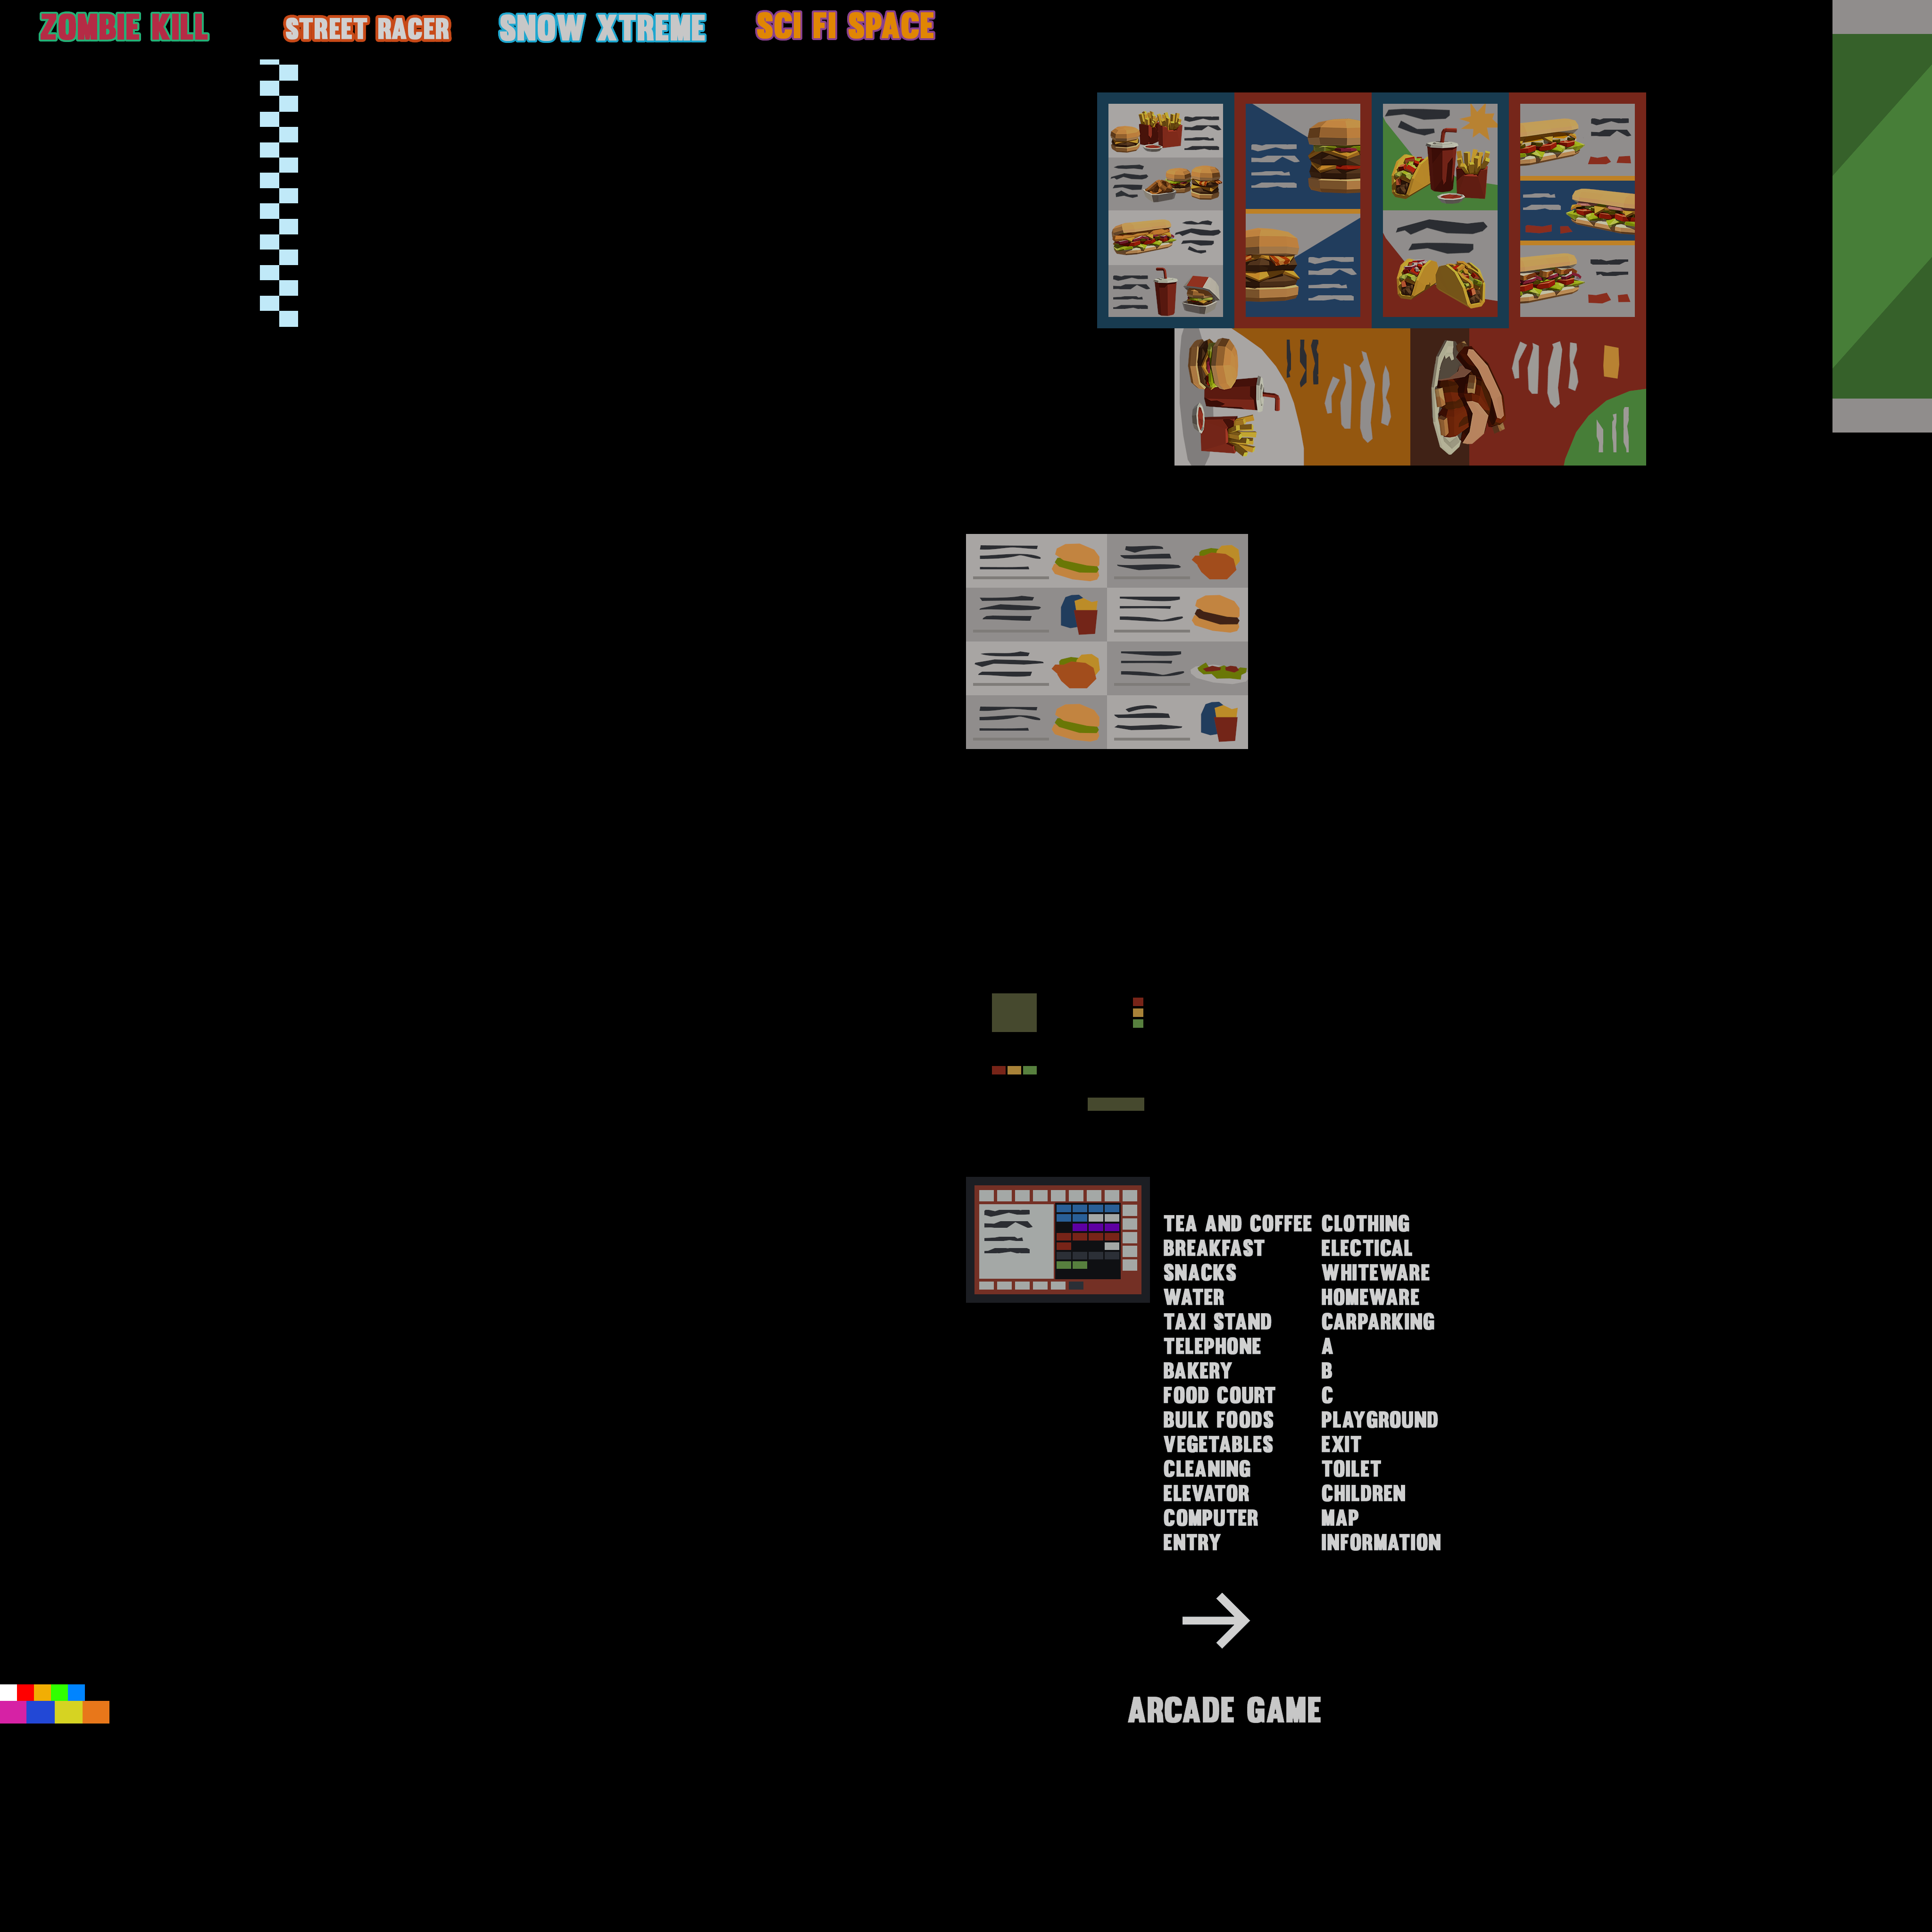 ZOMBIE KILL
STREET RACER
SNOW XTREME
SCI FI SPACE
TEA AND COFFEE
BREAKFAST
SNACKS
WATER
TAXI STAND
TELEPHONE
BAKERY
FOOD COURT
BULK FOODS
VEGETABLES
CLEANING
ELEVATOR
COMPUTER
ENTRY
CLOTHING
ELECTICAL
WHITEWARE
HOMEWARE
CARPARKING
A
B
C
PLAYGROUND
EXIT
TOILET
CHILDREN
MAP
INFORMATION
ARCADE GAME